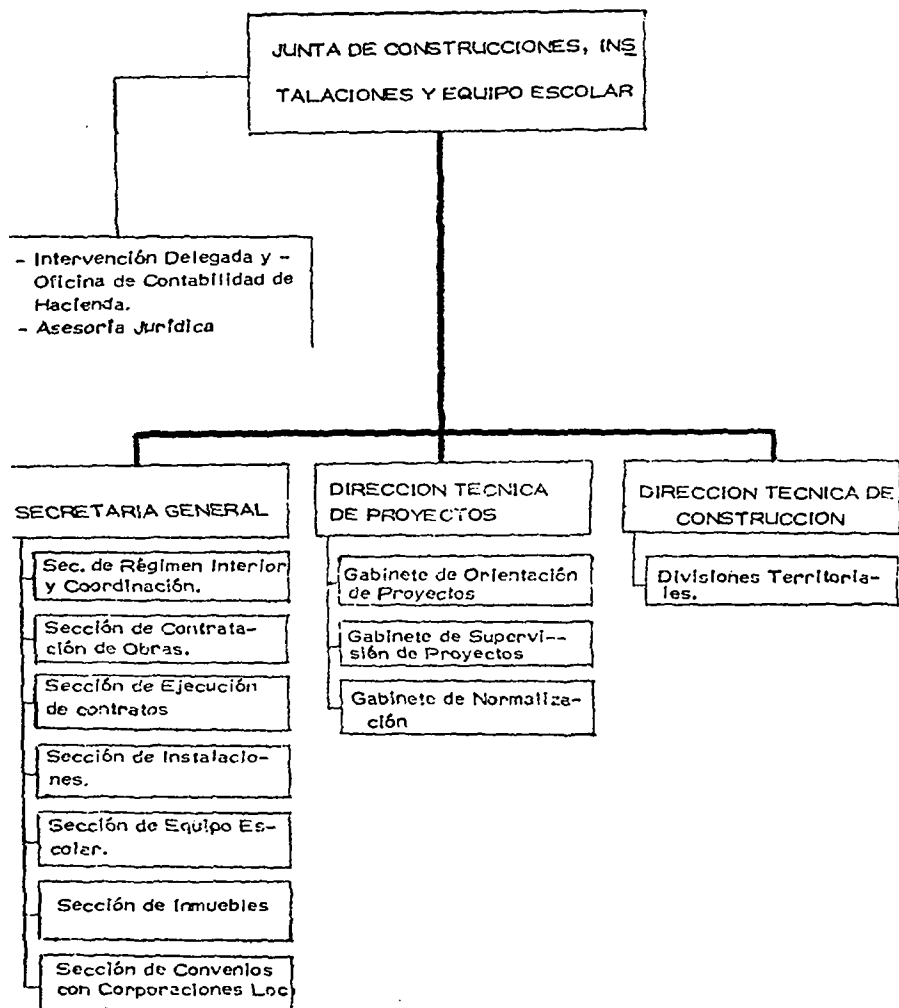 JUNTA DE CONSTRUCCIONES, INS
TALACIONES Y EQUIPO ESCOLAR
- Intervención Delegada y -
Oficina de Contabilidad de
Hacienda.
- Asesoría Jurídica
SECRETARIA GENERAL
Sec. de Régimen Interior
y Coordinación.
Sección de Contrata-
ción de Obras.
Sección de Ejecución
de contratos
Sección de Instalacio-
nes.
Sección de Equipo Es-
colar.
Sección de Inmuebles
Sección de Convenios
con Corporaciones Loc
DIRECCION TECNICA
DE PROYECTOS
Gabinete de Orientación
de Proyectos
Gabinete de Supervi--
sión de Proyectos
Gabinete de Normaliza-
ción
DIRECCION TECNICA DE
CONSTRUCCION
Divisiones Territoria-
les.